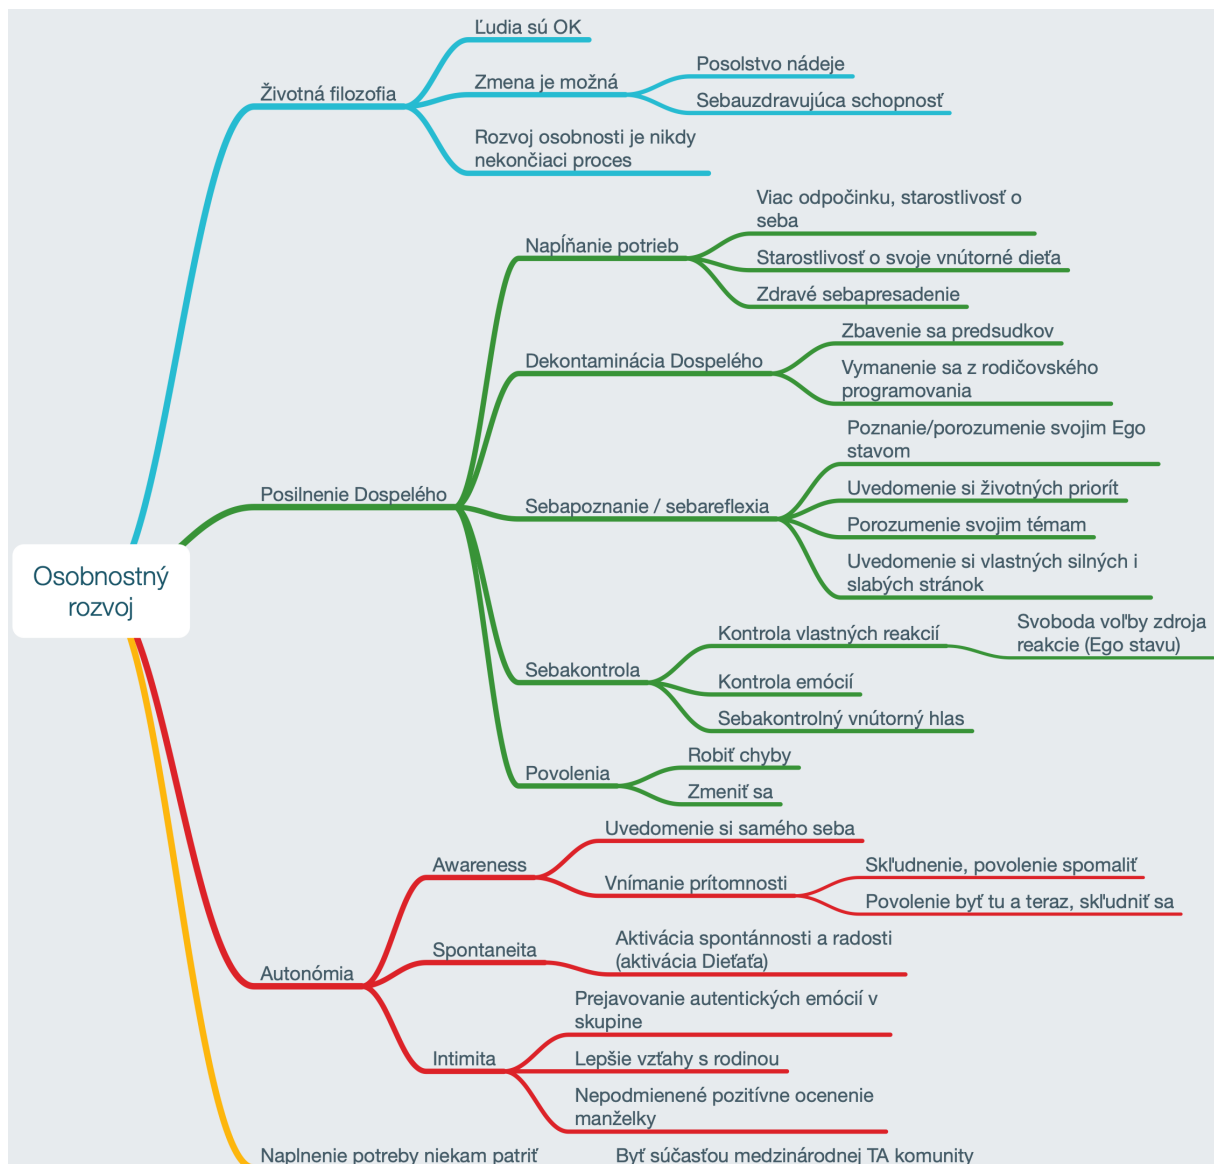 Osobnostný
rozvoj
Životná filozofia
Ľudia sú OK
Zmena je možná
Posolstvo nádeje
Sebauzdravujúca schopnosť
Rozvoj osobnosti je nikdy
nekončiaci proces
Posilnenie Dospelého
Napĺňanie potrieb
Viac odpočinku, starostlivosť o
seba
Starostlivosť o svoje vnútorné dieťa
Zdravé sebapresadenie
Dekontaminácia Dospelého
Zbavenie sa predsudkov
Vymanenie sa z rodičovského
programovania
Sebapoznanie / sebareflexia
Poznanie/porozumenie svojim Ego
stavom
Uvedomenie si životných priorít
Porozumenie svojim témam
Uvedomenie si vlastných silných i
slabých stránok
Sebakontrola
Kontrola vlastných reakcií
Svoboda voľby zdroja
reakcie (Ego stavu)
Kontrola emócií
Sebakontrolný vnútorný hlas
Povolenia
Robiť chyby
Zmeniť sa
Autonómia
Awareness
Uvedomenie si samého seba
Vnímanie prítomnosti
Skľudnenie, povolenie spomaliť
Povolenie byť tu a teraz, skľudniť sa
Spontaneita
Aktivácia spontánnosti a radosti
(aktivácia Dieťaťa)
Intimita
Prejavovanie autentických emócií v
skupine
Lepšie vzťahy s rodinou
Nepodmienené pozitívne ocenenie
manželky
Naplnenie potreby niekam patriť
Byť súčasťou medzinárodnej TA komunity